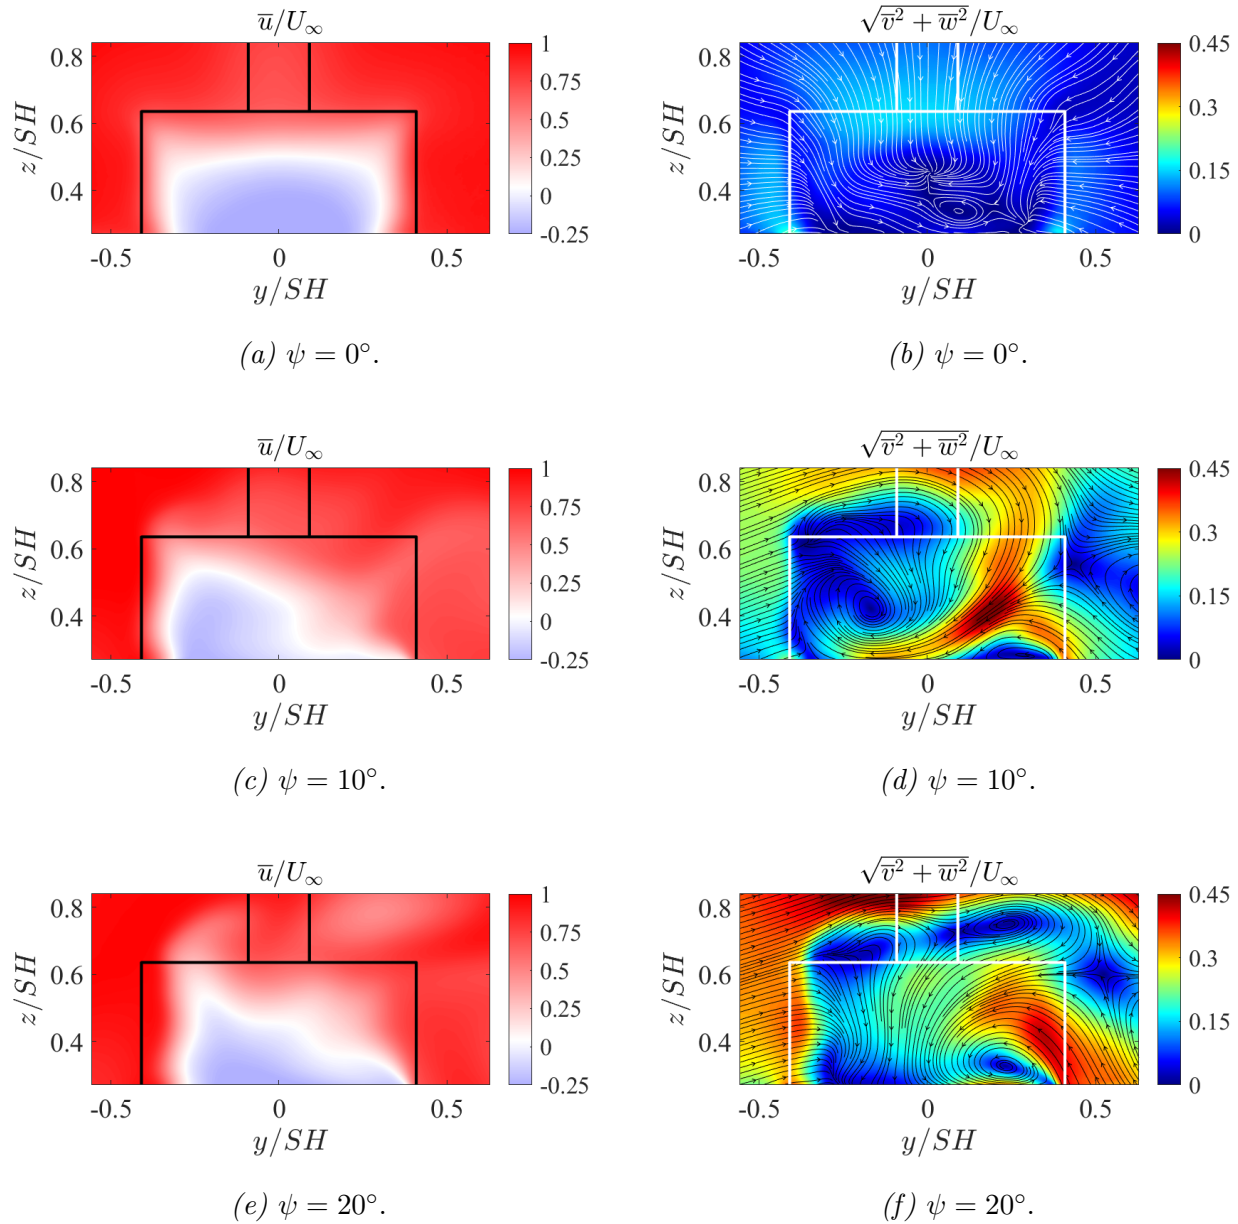 u̅/U∞
1
0.75
0.5
0.25
0
-0.25
0.8
0.6
0.4
z/SH
-0.5 0 0.5
y/SH
(a) ψ = 0°.
√(v̅² + w̅²)/U∞
0.45
0.3
0.15
0
0.8
0.6
0.4
z/SH
-0.5 0 0.5
y/SH
(b) ψ = 0°.
u̅/U∞
1
0.75
0.5
0.25
0
-0.25
0.8
0.6
0.4
z/SH
-0.5 0 0.5
y/SH
(c) ψ = 10°.
√(v̅² + w̅²)/U∞
0.45
0.3
0.15
0
0.8
0.6
0.4
z/SH
-0.5 0 0.5
y/SH
(d) ψ = 10°.
u̅/U∞
1
0.75
0.5
0.25
0
-0.25
0.8
0.6
0.4
z/SH
-0.5 0 0.5
y/SH
(e) ψ = 20°.
√(v̅² + w̅²)/U∞
0.45
0.3
0.15
0
0.8
0.6
0.4
z/SH
-0.5 0 0.5
y/SH
(f) ψ = 20°.